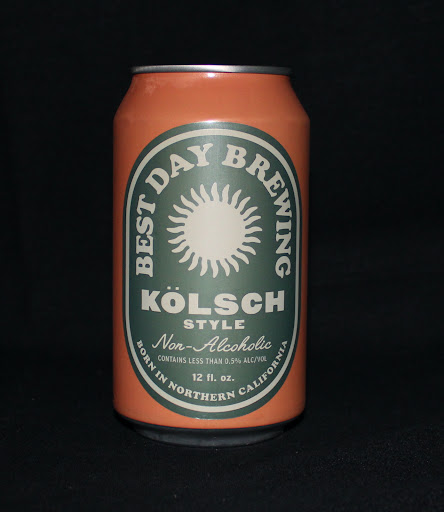 BEST DAY BREWING
KÖLSCH
STYLE
Non-Alcoholic
CONTAINS LESS THAN 0.5% ALC/VOL
12 fl. oz.
BORN IN NORTHERN CALIFORNIA